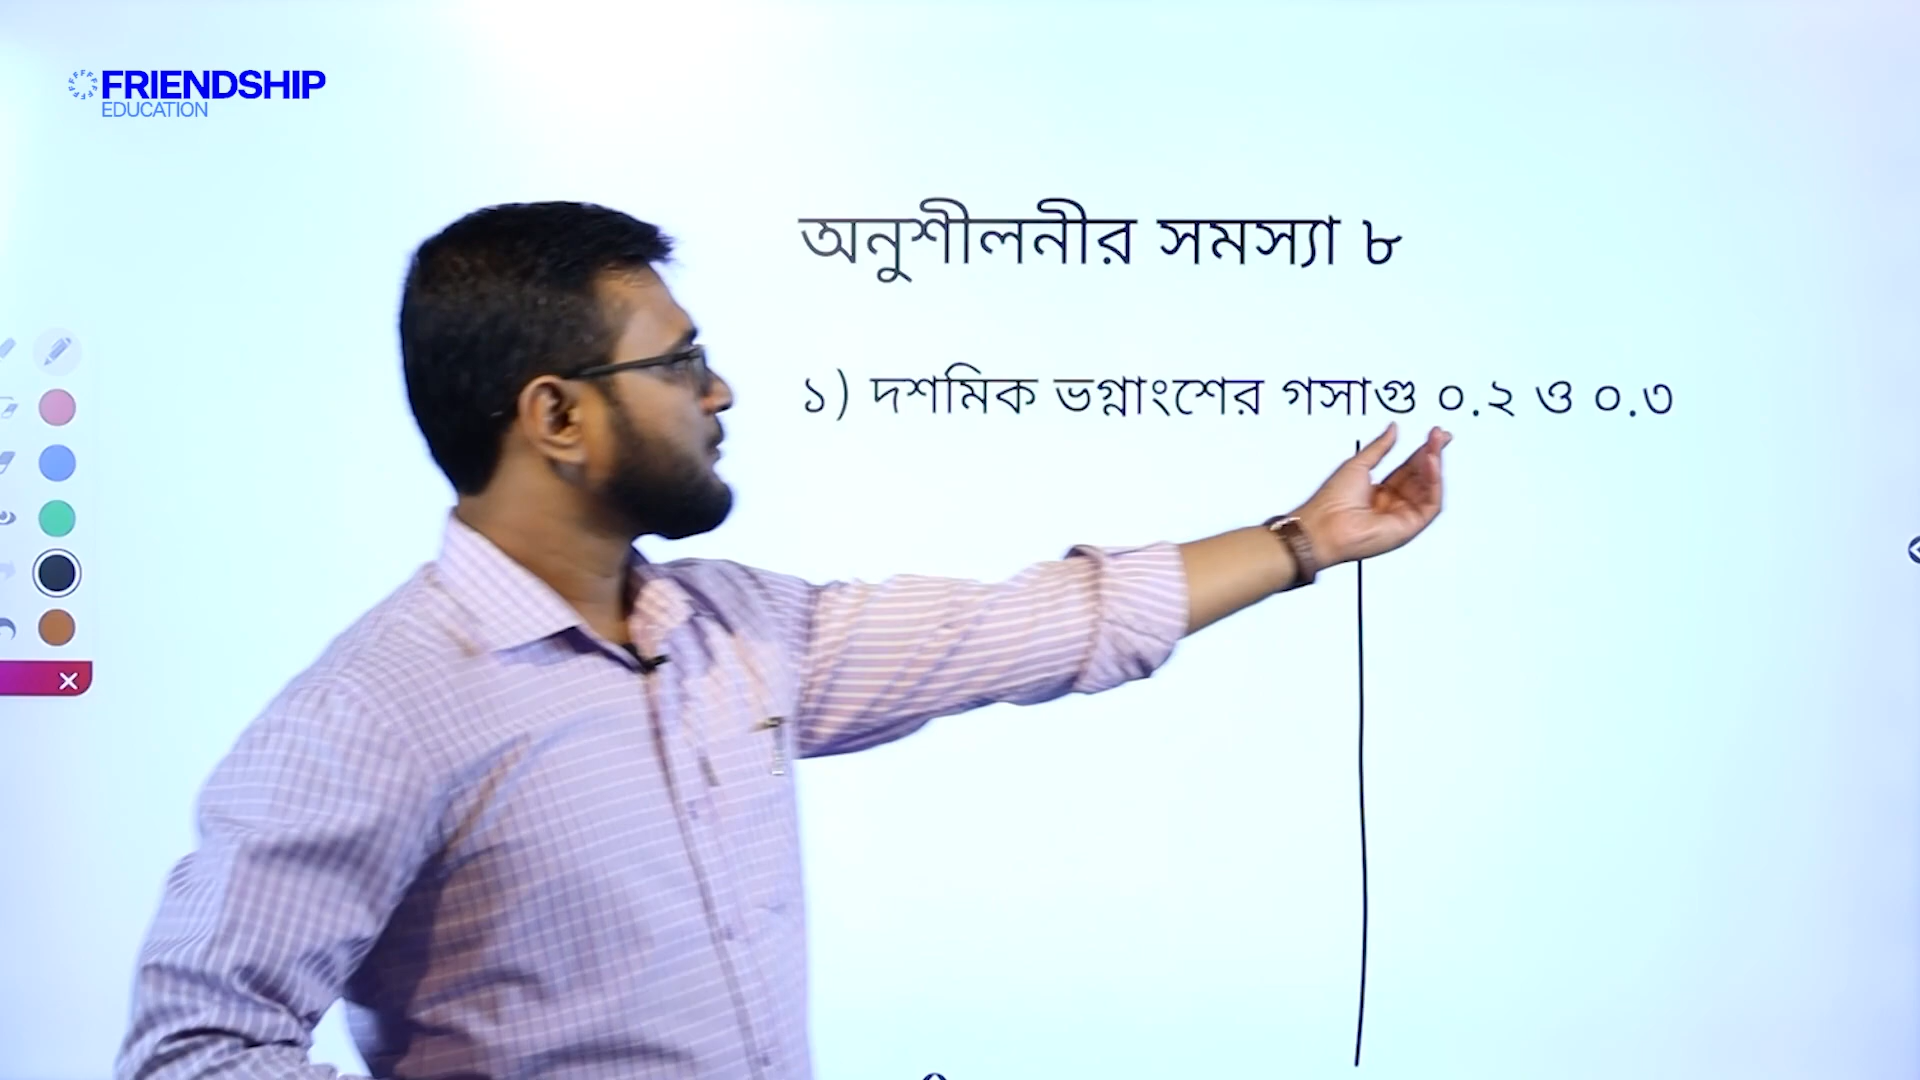 FRIENDSHIP
EDUCATION
অনুশীলনীর সমস্যা ৮
১) দশমিক ভগ্নাংশের গসাগু ০.২ ও ০.৩